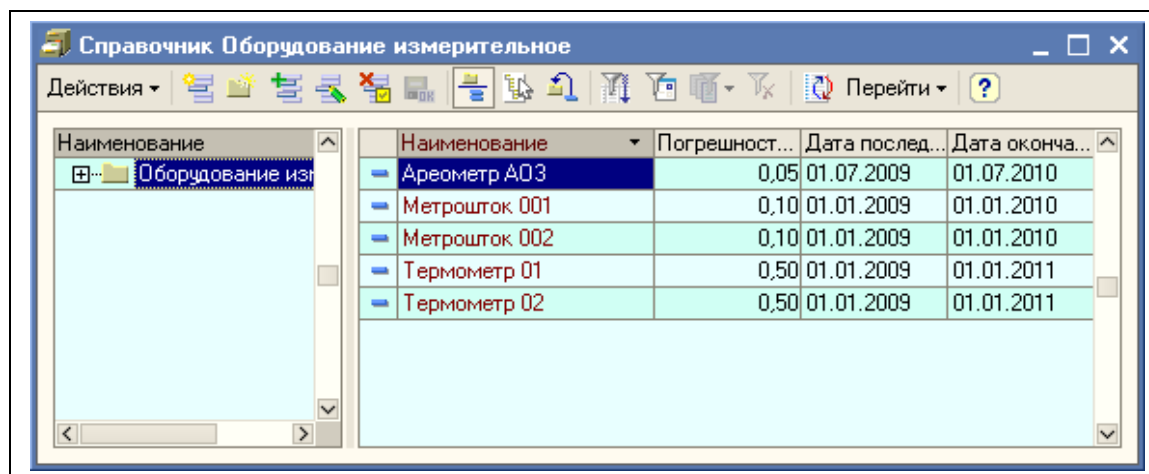 Справочник Оборудование измерительное
Действия Перейти ?
Наименование
Оборудование изм
Наименование Погрешност... Дата послед... Дата оконча...
Ареометр АОЗ 0,05 01.07.2009 01.07.2010
Метрошток 001 0,10 01.01.2009 01.01.2010
Метрошток 002 0,10 01.01.2009 01.01.2010
Термометр 01 0,50 01.01.2009 01.01.2011
Термометр 02 0,50 01.01.2009 01.01.2011